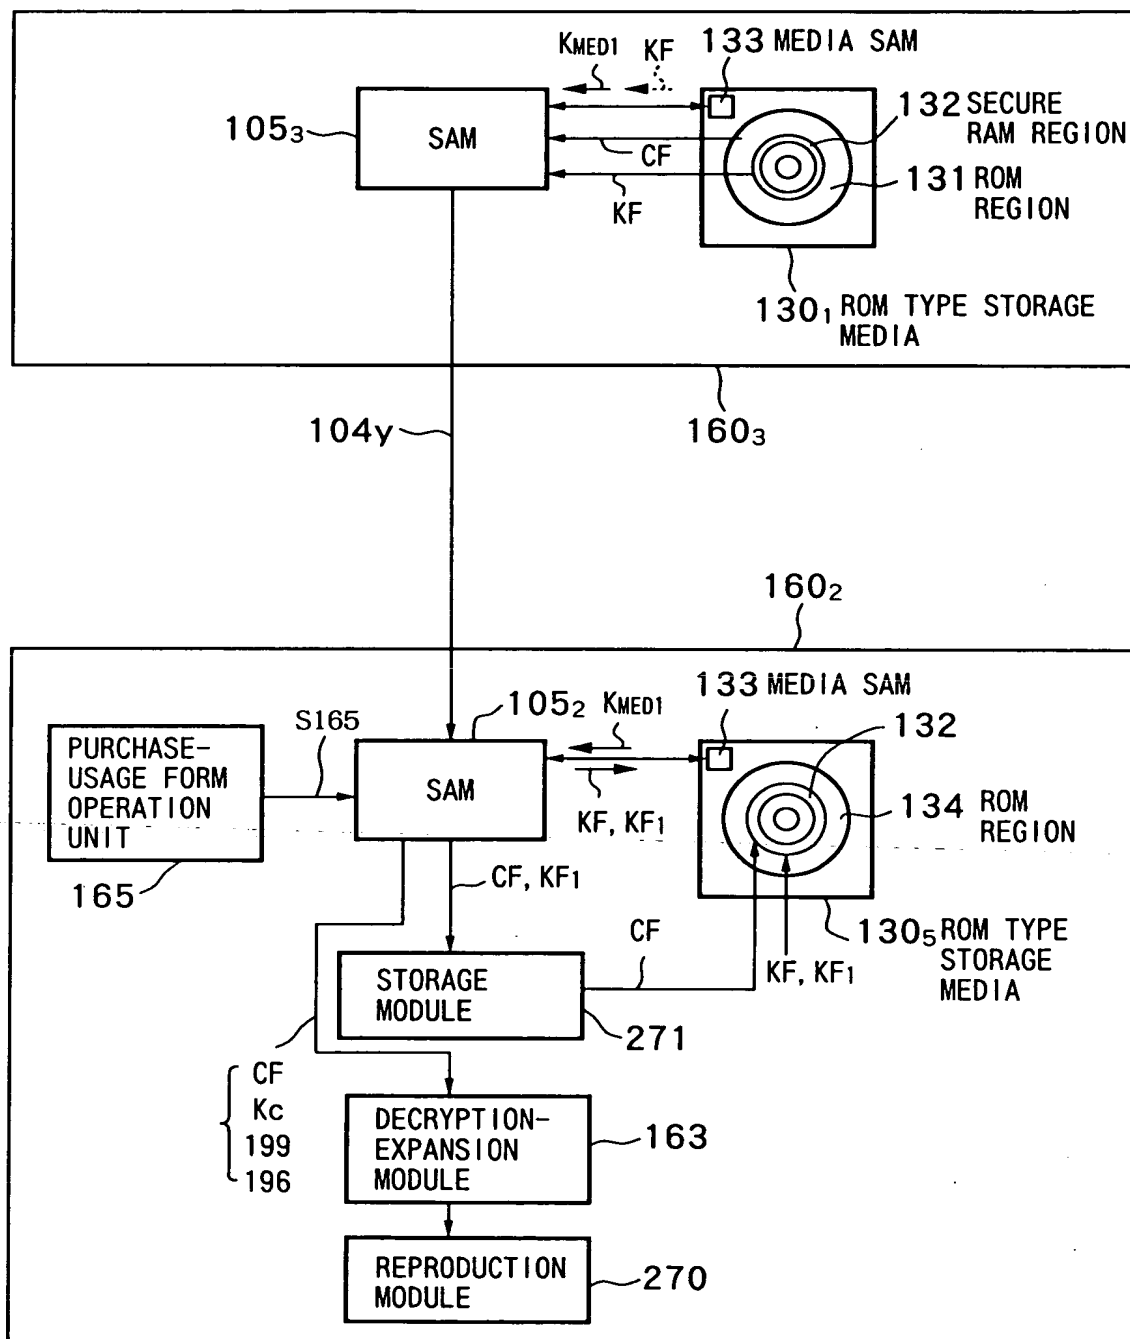 133 MEDIA SAM
KMED1 KF
132 SECURE
RAM REGION
105₃
SAM
CF
131 ROM
REGION
KF
130₁ ROM TYPE STORAGE
MEDIA
104y
160₃
160₂
133 MEDIA SAM
105₂
KMED1
132
S165
PURCHASE-
USAGE FORM
OPERATION
UNIT
SAM
134 ROM
REGION
KF, KF₁
165
CF, KF₁
CF
130₅ ROM TYPE
STORAGE
MEDIA
KF, KF₁
STORAGE
MODULE
271
CF
Kc
199
196
DECRYPTION-
EXPANSION
MODULE
163
REPRODUCTION
MODULE
270